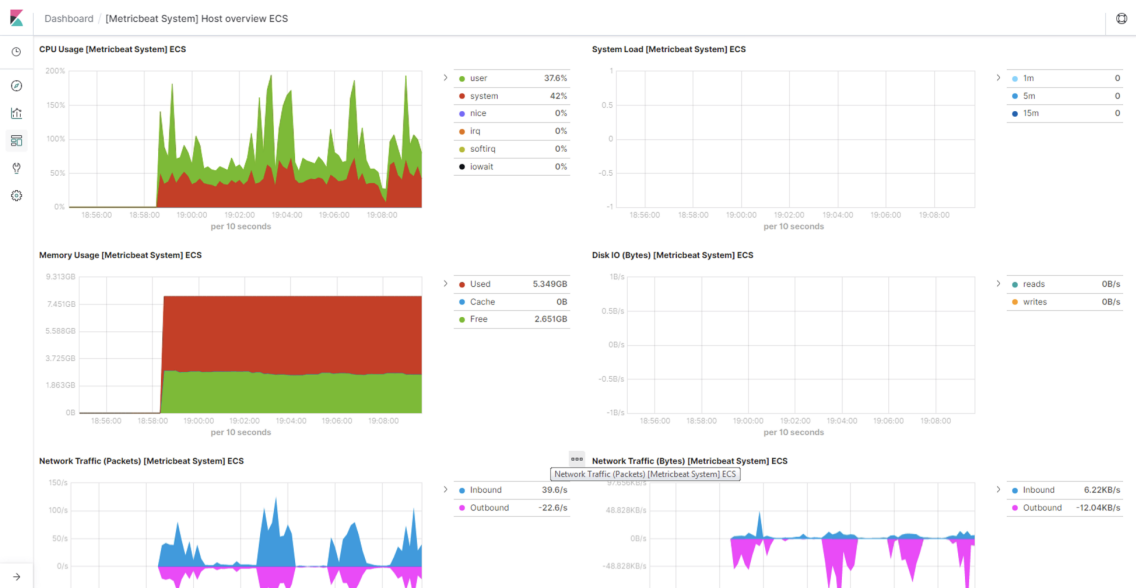 Dashboard / [Metricbeat System] Host overview ECS
CPU Usage [Metricbeat System] ECS
200%
150%
100%
50%
0%
18:56:00 18:58:00 19:00:00 19:02:00 19:04:00 19:06:00 19:08:00
per 10 seconds
user 37.6%
system 42%
nice 0%
irq 0%
softirq 0%
iowait 0%
System Load [Metricbeat System] ECS
1
0.5
0
-0.5
-1
18:56:00 18:58:00 19:00:00 19:02:00 19:04:00 19:06:00 19:08:00
per 10 seconds
1m 0
5m 0
15m 0
Memory Usage [Metricbeat System] ECS
9.313GB
7.451GB
5.588GB
3.725GB
1.863GB
0B
18:56:00 18:58:00 19:00:00 19:02:00 19:04:00 19:06:00 19:08:00
per 10 seconds
Used 5.349GB
Cache 0B
Free 2.651GB
Disk IO (Bytes) [Metricbeat System] ECS
1B/s
0.5B/s
0B/s
-0.5B/s
-1B/s
18:56:00 18:58:00 19:00:00 19:02:00 19:04:00 19:06:00 19:08:00
per 10 seconds
reads 0B/s
writes 0B/s
Network Traffic (Packets) [Metricbeat System] ECS
150/s
100/s
50/s
0/s
Inbound 39.6/s
Outbound -22.6/s
Network Traffic (Bytes) [Metricbeat System] ECS
Network Traffic (Packets) [Metricbeat System] ECS
97.656KB/s
48.828KB/s
0B/s
-48.828KB/s
Inbound 6.22KB/s
Outbound -12.04KB/s